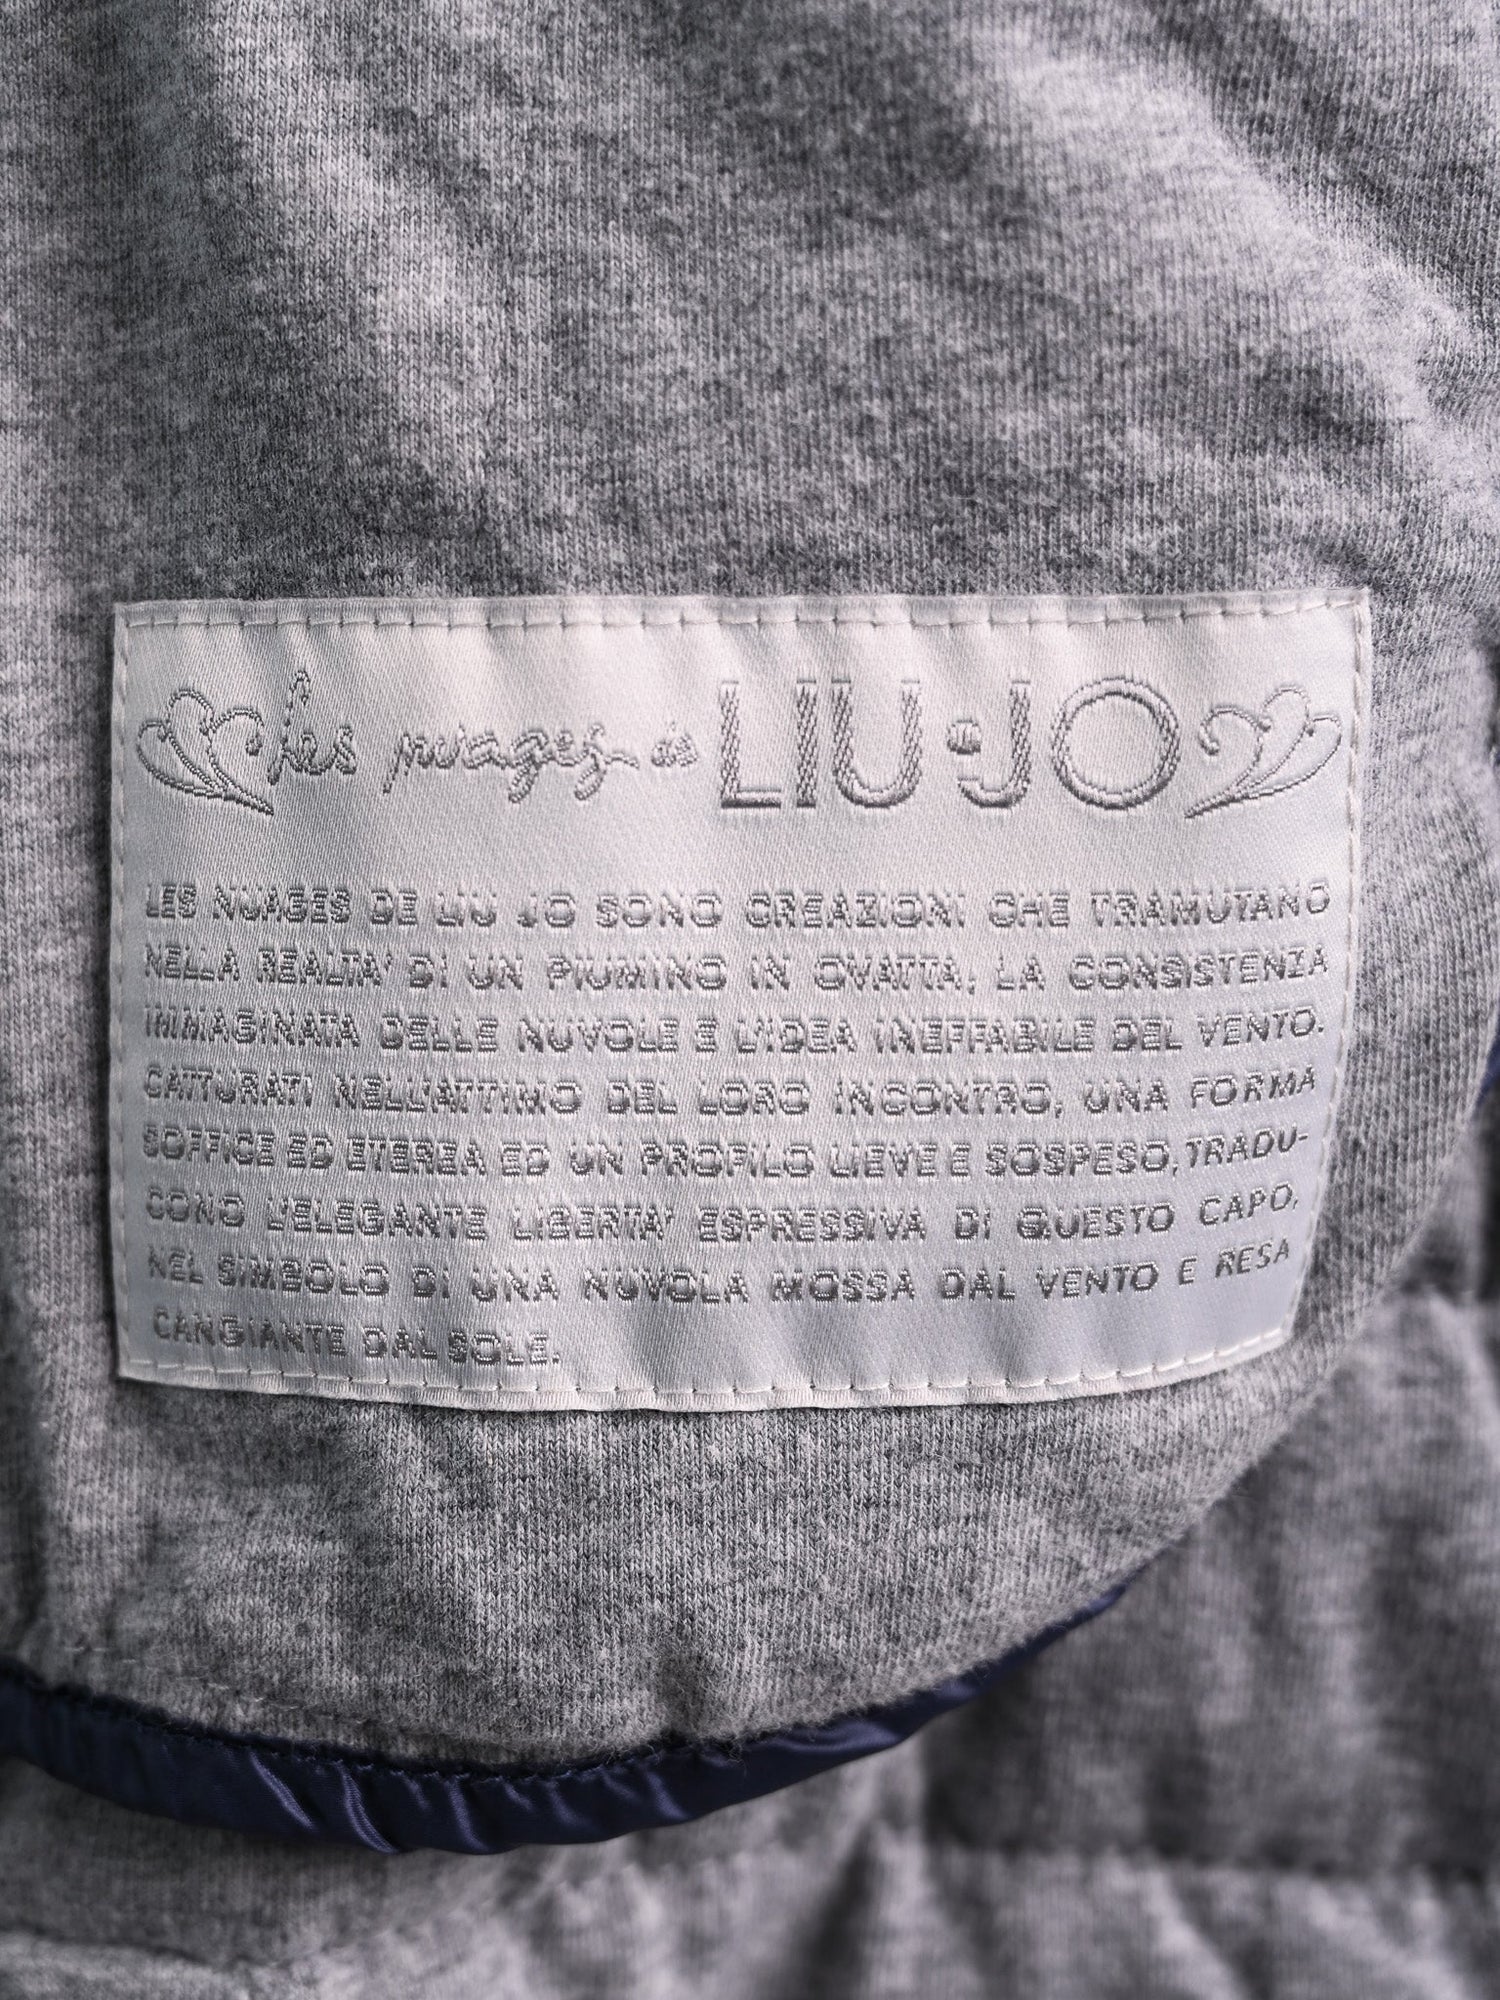 Les nuages de LIU·JO
LES NUAGES DE LIU JO SONO CREAZIONI CHE TRAMUTANO
NELLA REALTA' DI UN PIUMINO IN OVATTA, LA CONSISTENZA
IMMAGINATA DELLE NUVOLE E L'IDEA INEFFABILE DEL VENTO.
CATTURATI NELL'ATTIMO DEL LORO INCONTRO, UNA FORMA
SOFFICE ED ETEREA ED UN PROFILO LIEVE E SOSPESO, TRADU-
CONO L'ELEGANTE LIBERTA' ESPRESSIVA DI QUESTO CAPO,
NEL SIMBOLO DI UNA NUVOLA MOSSA DAL VENTO E RESA
CANGIANTE DAL SOLE.